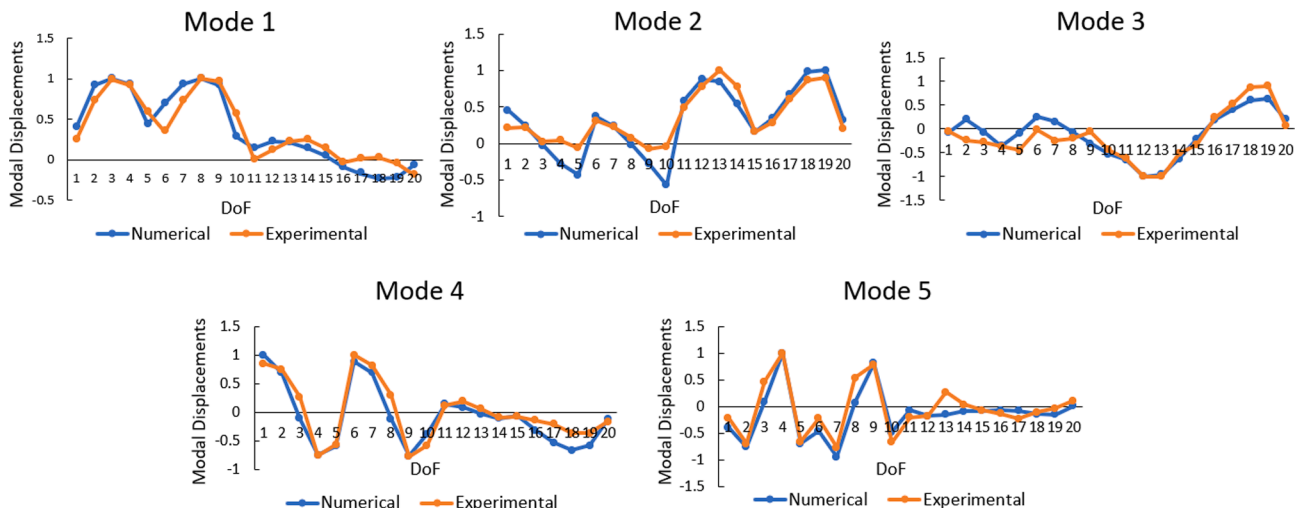 Mode 1
Modal Displacements
1.5
1
0.5
0
-0.5
1 2 3 4 5 6 7 8 9 10 11 12 13 14 15 16 17 18 19 20
DoF
Numerical Experimental
Mode 2
Modal Displacements
1.5
1
0.5
0
-0.5
-1
1 2 3 4 5 6 7 8 9 10 11 12 13 14 15 16 17 18 19 20
DoF
Numerical Experimental
Mode 3
Modal Displacements
1.5
1
0.5
0
-0.5
-1
-1.5
1 2 3 4 5 6 7 8 9 10 11 12 13 14 15 16 17 18 19 20
DoF
Numerical Experimental
Mode 4
Modal Displacements
1.5
1
0.5
0
-0.5
-1
1 2 3 4 5 6 7 8 9 10 11 12 13 14 15 16 17 18 19 20
DoF
Numerical Experimental
Mode 5
Modal Displacements
1.5
1
0.5
0
-0.5
-1
-1.5
1 2 3 4 5 6 7 8 9 10 11 12 13 14 15 16 17 18 19 20
DoF
Numerical Experimental